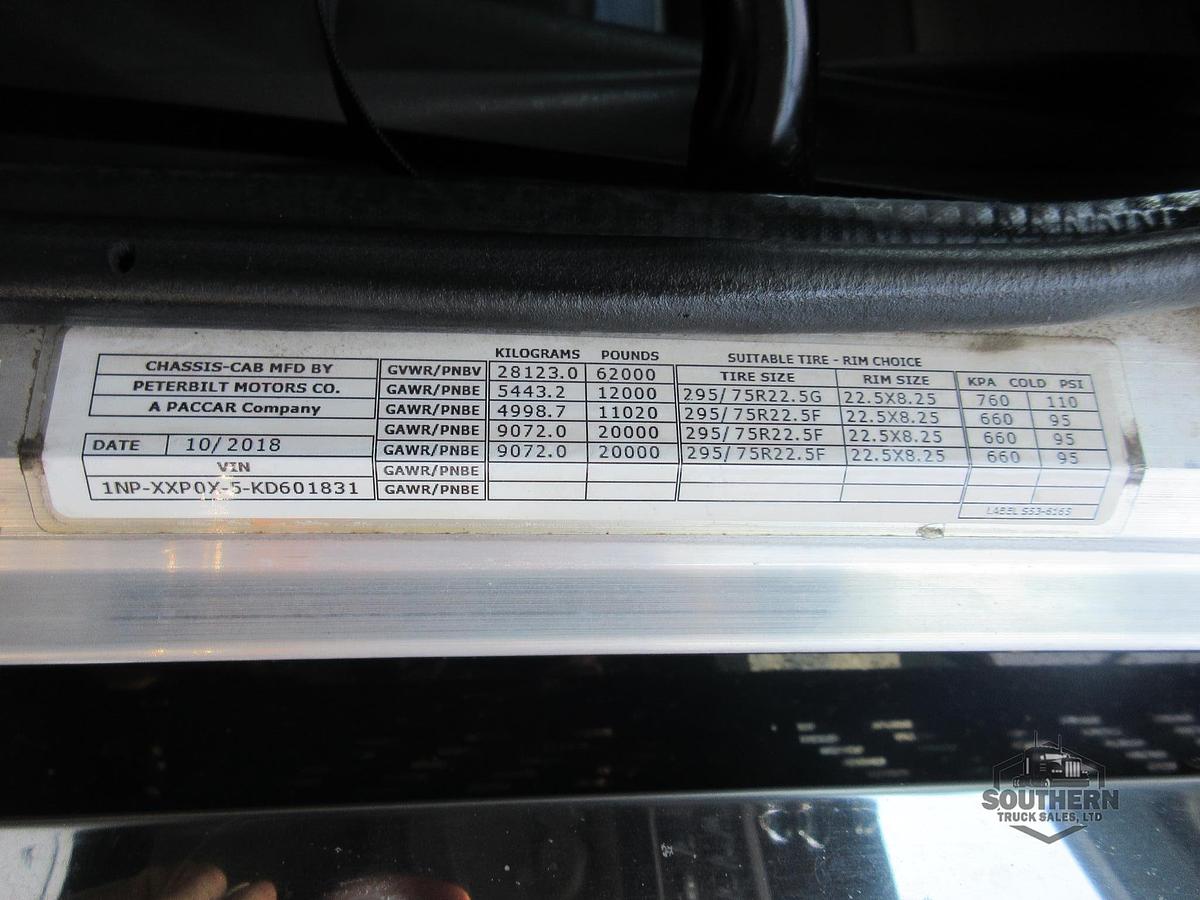 KILOGRAMS POUNDS SUITABLE TIRE - RIM CHOICE
CHASSIS-CAB MFD BY
PETERBILT MOTORS CO.
A PACCAR Company
DATE 10/2018
VIN
1NP-XXP0X-5-KD601831
TIRE SIZE RIM SIZE KPA COLD PSI
GVWR/PNBV 28123.0 62000
GAWR/PNBE 5443.2 12000 295/75R22.5G 22.5X8.25 760 110
GAWR/PNBE 4998.7 11020 295/75R22.5F 22.5X8.25 660 95
GAWR/PNBE 9072.0 20000 295/75R22.5F 22.5X8.25 660 95
GAWR/PNBE 9072.0 20000 295/75R22.5F 22.5X8.25 660 95
GAWR/PNBE
GAWR/PNBE
LABEL S53-6165
SOUTHERN
TRUCK SALES, LTD